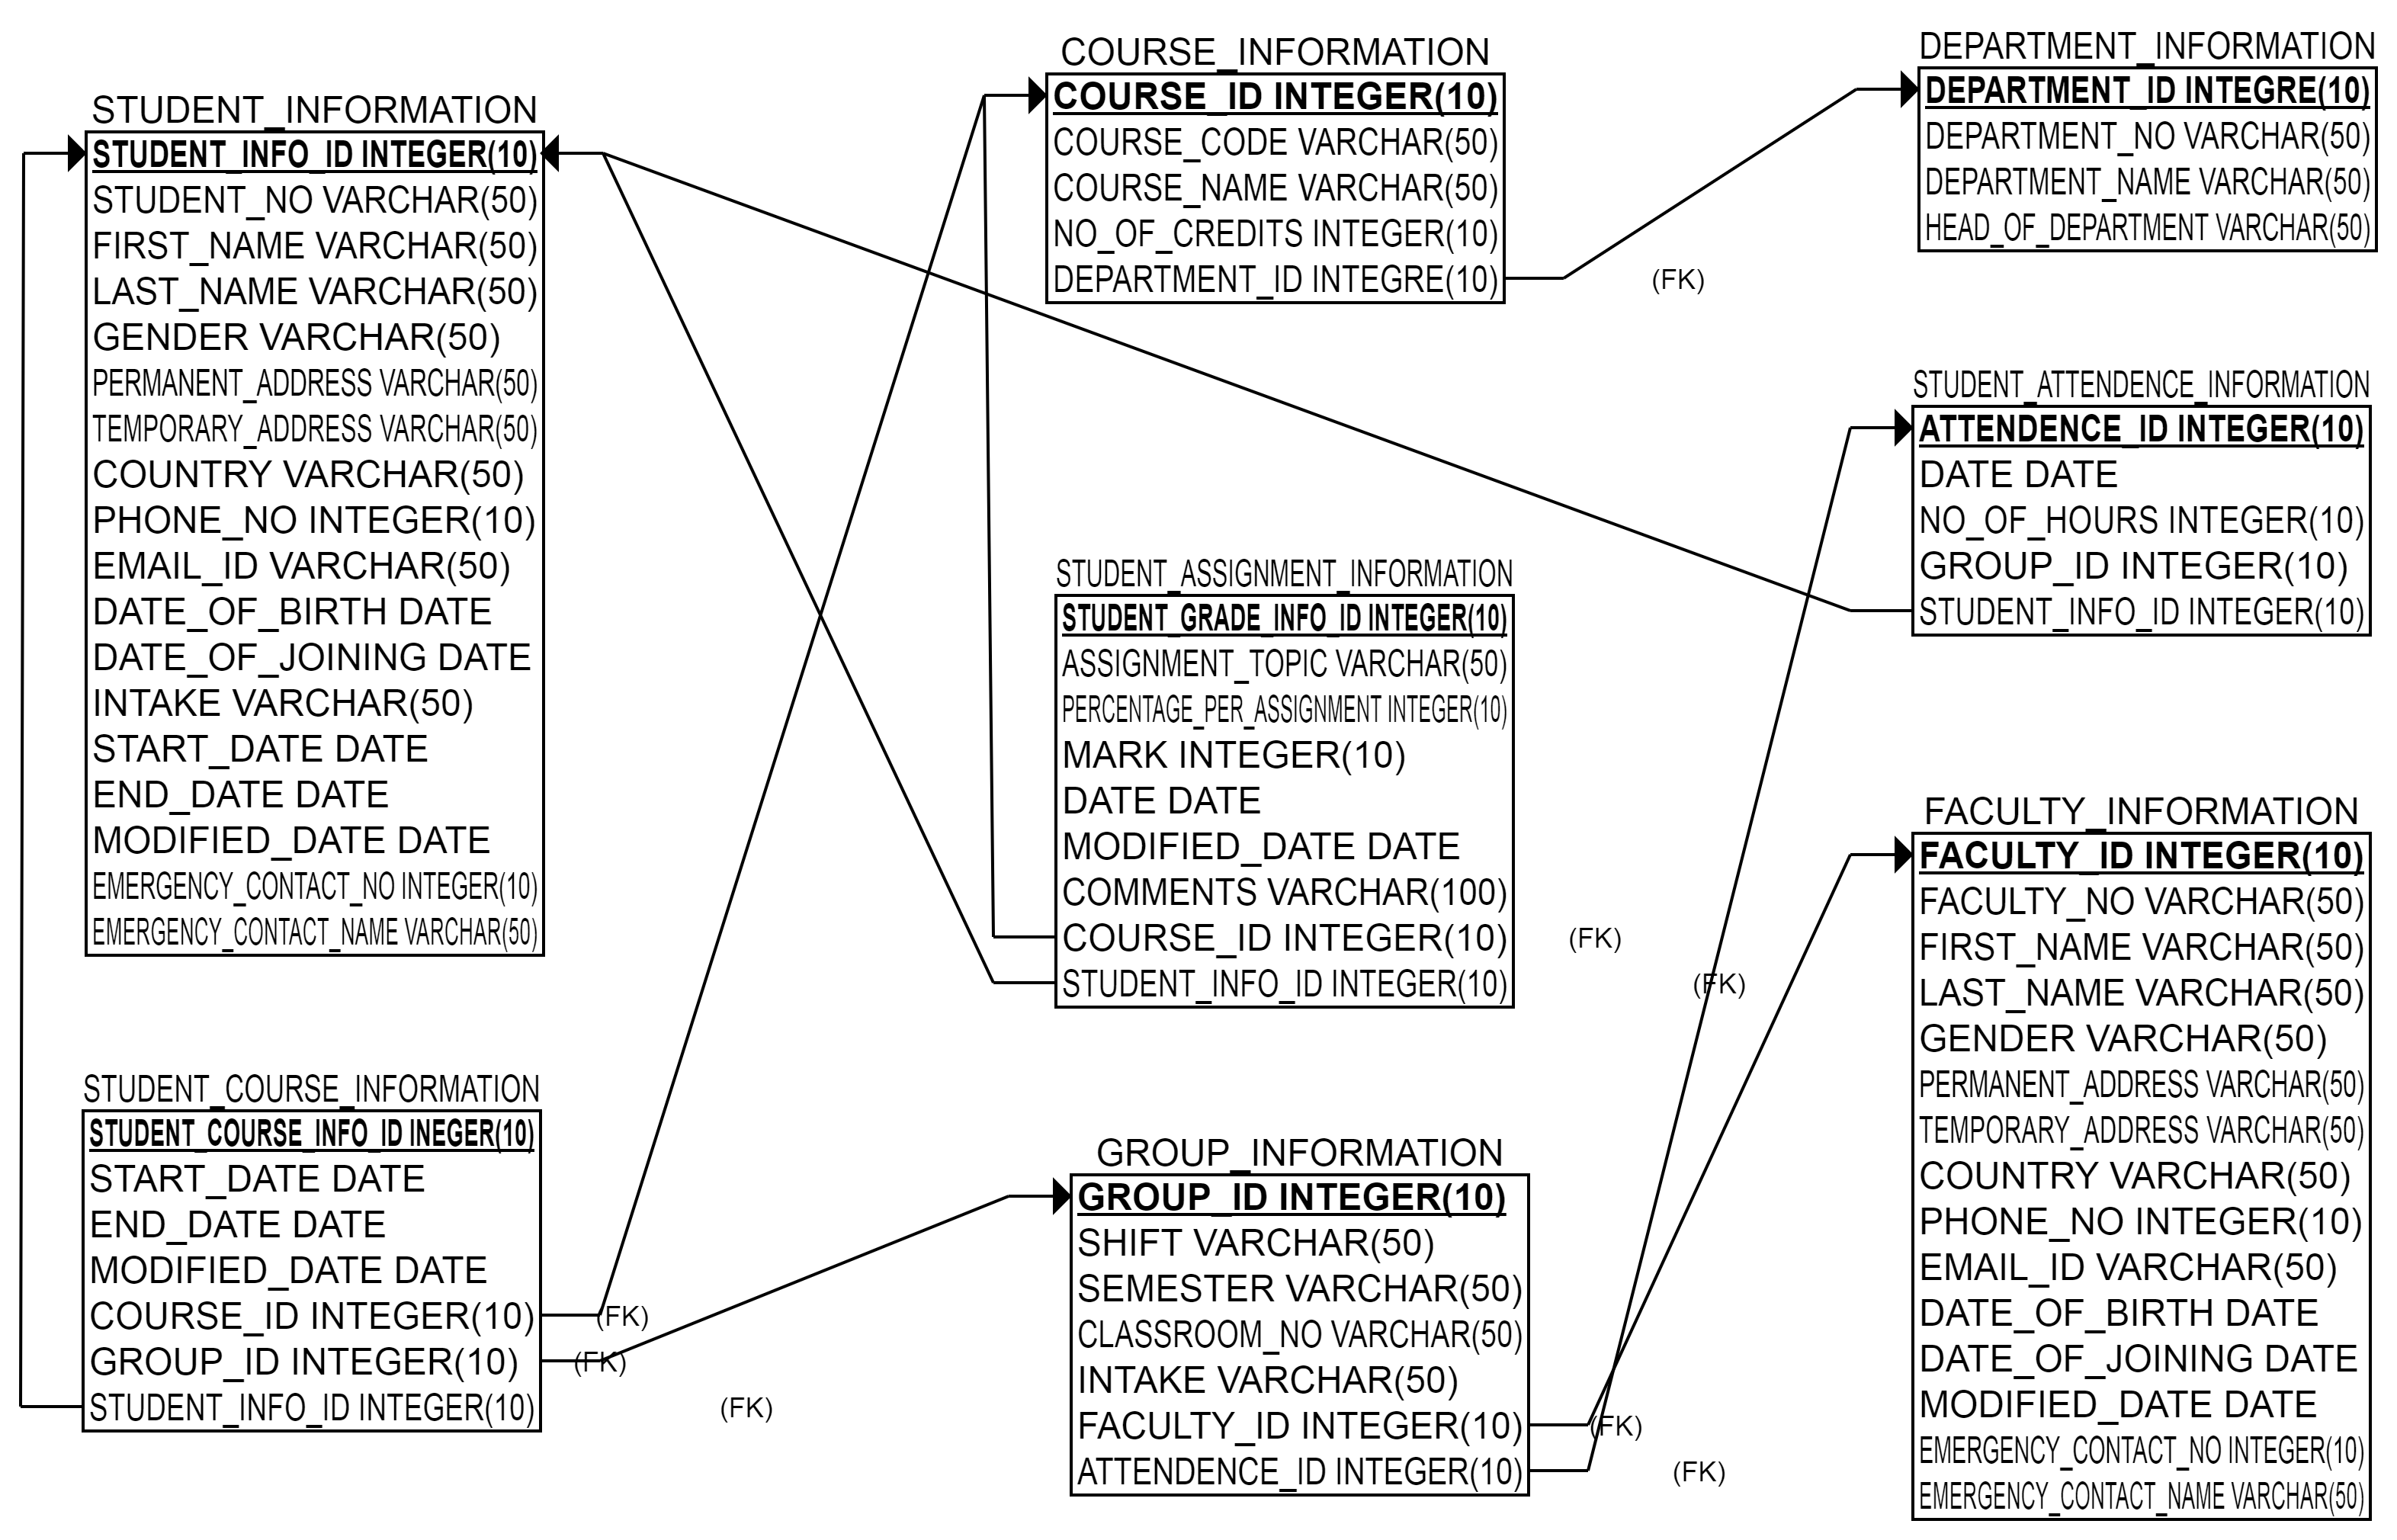 STUDENT_INFORMATION
STUDENT_INFO_ID INTEGER(10)
STUDENT_NO VARCHAR(50)
FIRST_NAME VARCHAR(50)
LAST_NAME VARCHAR(50)
GENDER VARCHAR(50)
PERMANENT_ADDRESS VARCHAR(50)
TEMPORARY_ADDRESS VARCHAR(50)
COUNTRY VARCHAR(50)
PHONE_NO INTEGER(10)
EMAIL_ID VARCHAR(50)
DATE_OF_BIRTH DATE
DATE_OF_JOINING DATE
INTAKE VARCHAR(50)
START_DATE DATE
END_DATE DATE
MODIFIED_DATE DATE
EMERGENCY_CONTACT_NO INTEGER(10)
EMERGENCY_CONTACT_NAME VARCHAR(50)
STUDENT_COURSE_INFORMATION
STUDENT_COURSE_INFO_ID INEGER(10)
START_DATE DATE
END_DATE DATE
MODIFIED_DATE DATE
COURSE_ID INTEGER(10) (FK)
GROUP_ID INTEGER(10) (FK)
STUDENT_INFO_ID INTEGER(10) (FK)
COURSE_INFORMATION
COURSE_ID INTEGER(10)
COURSE_CODE VARCHAR(50)
COURSE_NAME VARCHAR(50)
NO_OF_CREDITS INTEGER(10)
DEPARTMENT_ID INTEGRE(10) (FK)
STUDENT_ASSIGNMENT_INFORMATION
STUDENT_GRADE_INFO_ID INTEGER(10)
ASSIGNMENT_TOPIC VARCHAR(50)
PERCENTAGE_PER_ASSIGNMENT INTEGER(10)
MARK INTEGER(10)
DATE DATE
MODIFIED_DATE DATE
COMMENTS VARCHAR(100)
COURSE_ID INTEGER(10) (FK)
STUDENT_INFO_ID INTEGER(10) (FK)
GROUP_INFORMATION
GROUP_ID INTEGER(10)
SHIFT VARCHAR(50)
SEMESTER VARCHAR(50)
CLASSROOM_NO VARCHAR(50)
INTAKE VARCHAR(50)
FACULTY_ID INTEGER(10) (FK)
ATTENDENCE_ID INTEGER(10) (FK)
DEPARTMENT_INFORMATION
DEPARTMENT_ID INTEGRE(10)
DEPARTMENT_NO VARCHAR(50)
DEPARTMENT_NAME VARCHAR(50)
HEAD_OF_DEPARTMENT VARCHAR(50)
STUDENT_ATTENDENCE_INFORMATION
ATTENDENCE_ID INTEGER(10)
DATE DATE
NO_OF_HOURS INTEGER(10)
GROUP_ID INTEGER(10)
STUDENT_INFO_ID INTEGER(10)
FACULTY_INFORMATION
FACULTY_ID INTEGER(10)
FACULTY_NO VARCHAR(50)
FIRST_NAME VARCHAR(50)
LAST_NAME VARCHAR(50)
GENDER VARCHAR(50)
PERMANENT_ADDRESS VARCHAR(50)
TEMPORARY_ADDRESS VARCHAR(50)
COUNTRY VARCHAR(50)
PHONE_NO INTEGER(10)
EMAIL_ID VARCHAR(50)
DATE_OF_BIRTH DATE
DATE_OF_JOINING DATE
MODIFIED_DATE DATE
EMERGENCY_CONTACT_NO INTEGER(10)
EMERGENCY_CONTACT_NAME VARCHAR(50)